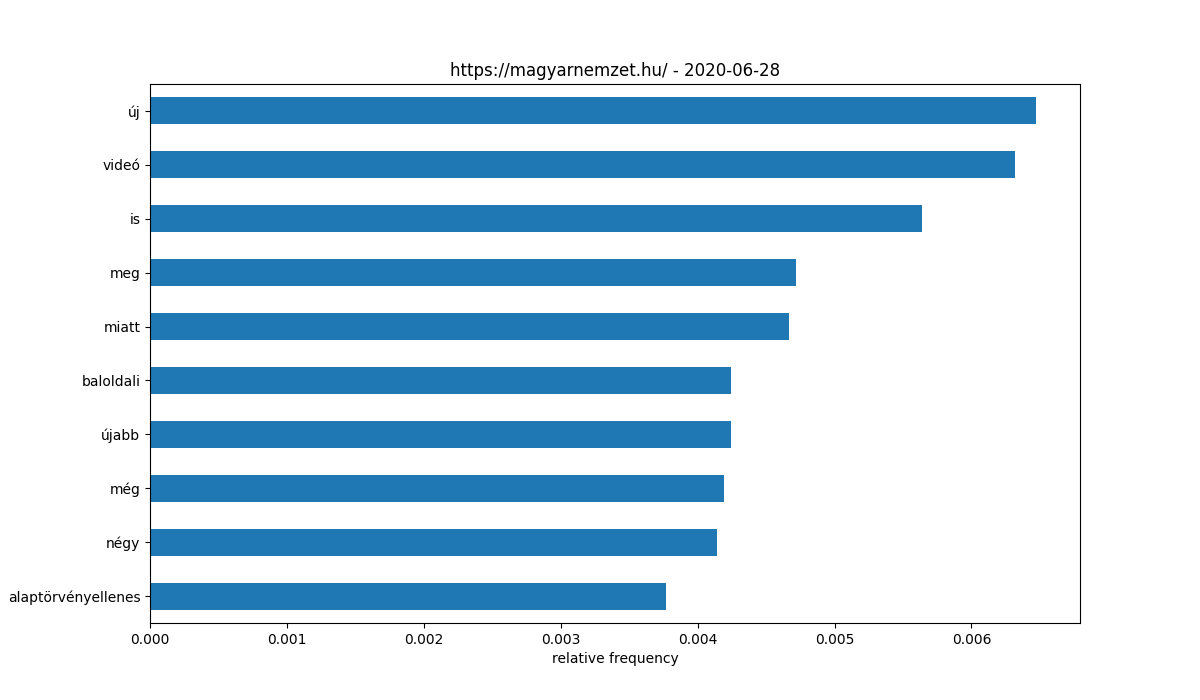 https://magyarnemzet.hu/ - 2020-06-28
új
videó
is
meg
miatt
baloldali
újabb
még
négy
alaptörvényellenes
0.000 0.001 0.002 0.003 0.004 0.005 0.006
relative frequency